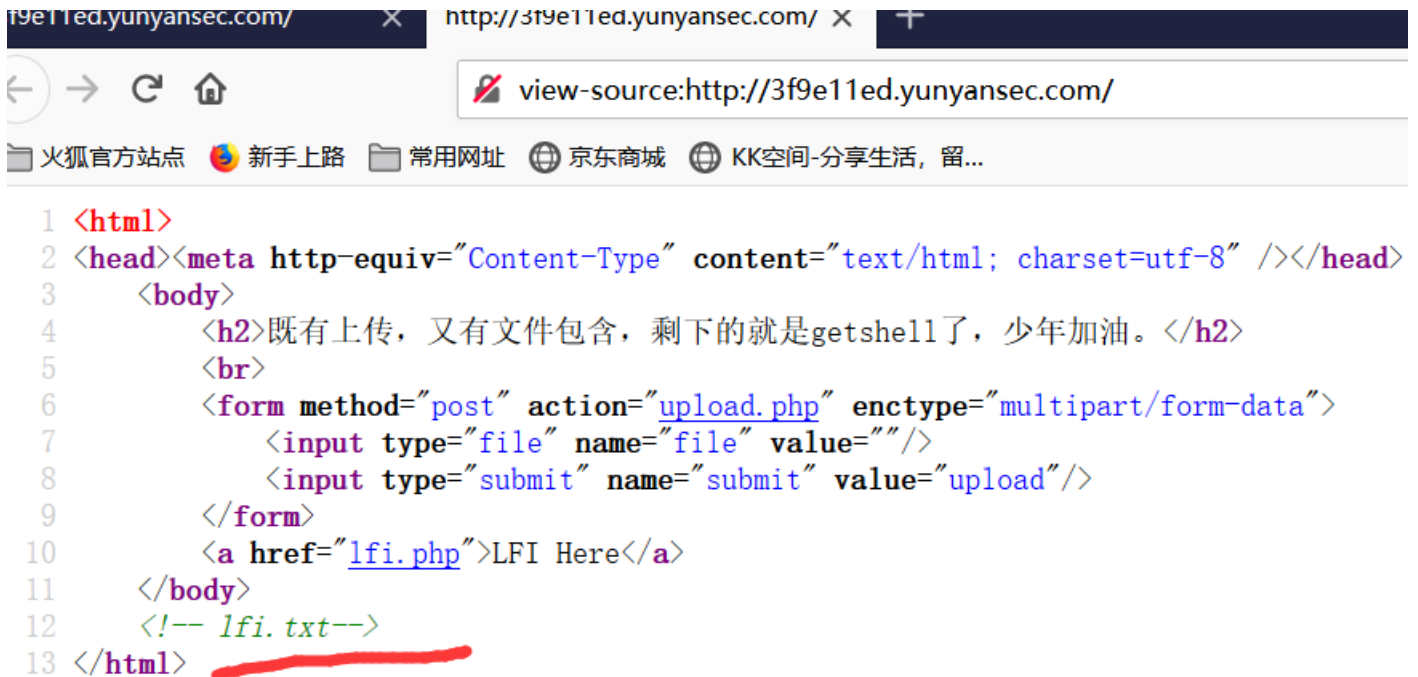 f9e11ed.yunyansec.com/ × http://3f9e11ed.yunyansec.com/ × +
view-source:http://3f9e11ed.yunyansec.com/
火狐官方站点 新手上路 常用网址 京东商城 KK空间-分享生活，留...
1 <html>
2 <head><meta http-equiv="Content-Type" content="text/html; charset=utf-8" /></head>
3 <body>
4 <h2>既有上传，又有文件包含，剩下的就是getshell了，少年加油。</h2>
5 <br>
6 <form method="post" action="upload.php" enctype="multipart/form-data">
7 <input type="file" name="file" value=""/>
8 <input type="submit" name="submit" value="upload"/>
9 </form>
10 <a href="lfi.php">LFI Here</a>
11 </body>
12 <!-- lfi.txt-->
13 </html>